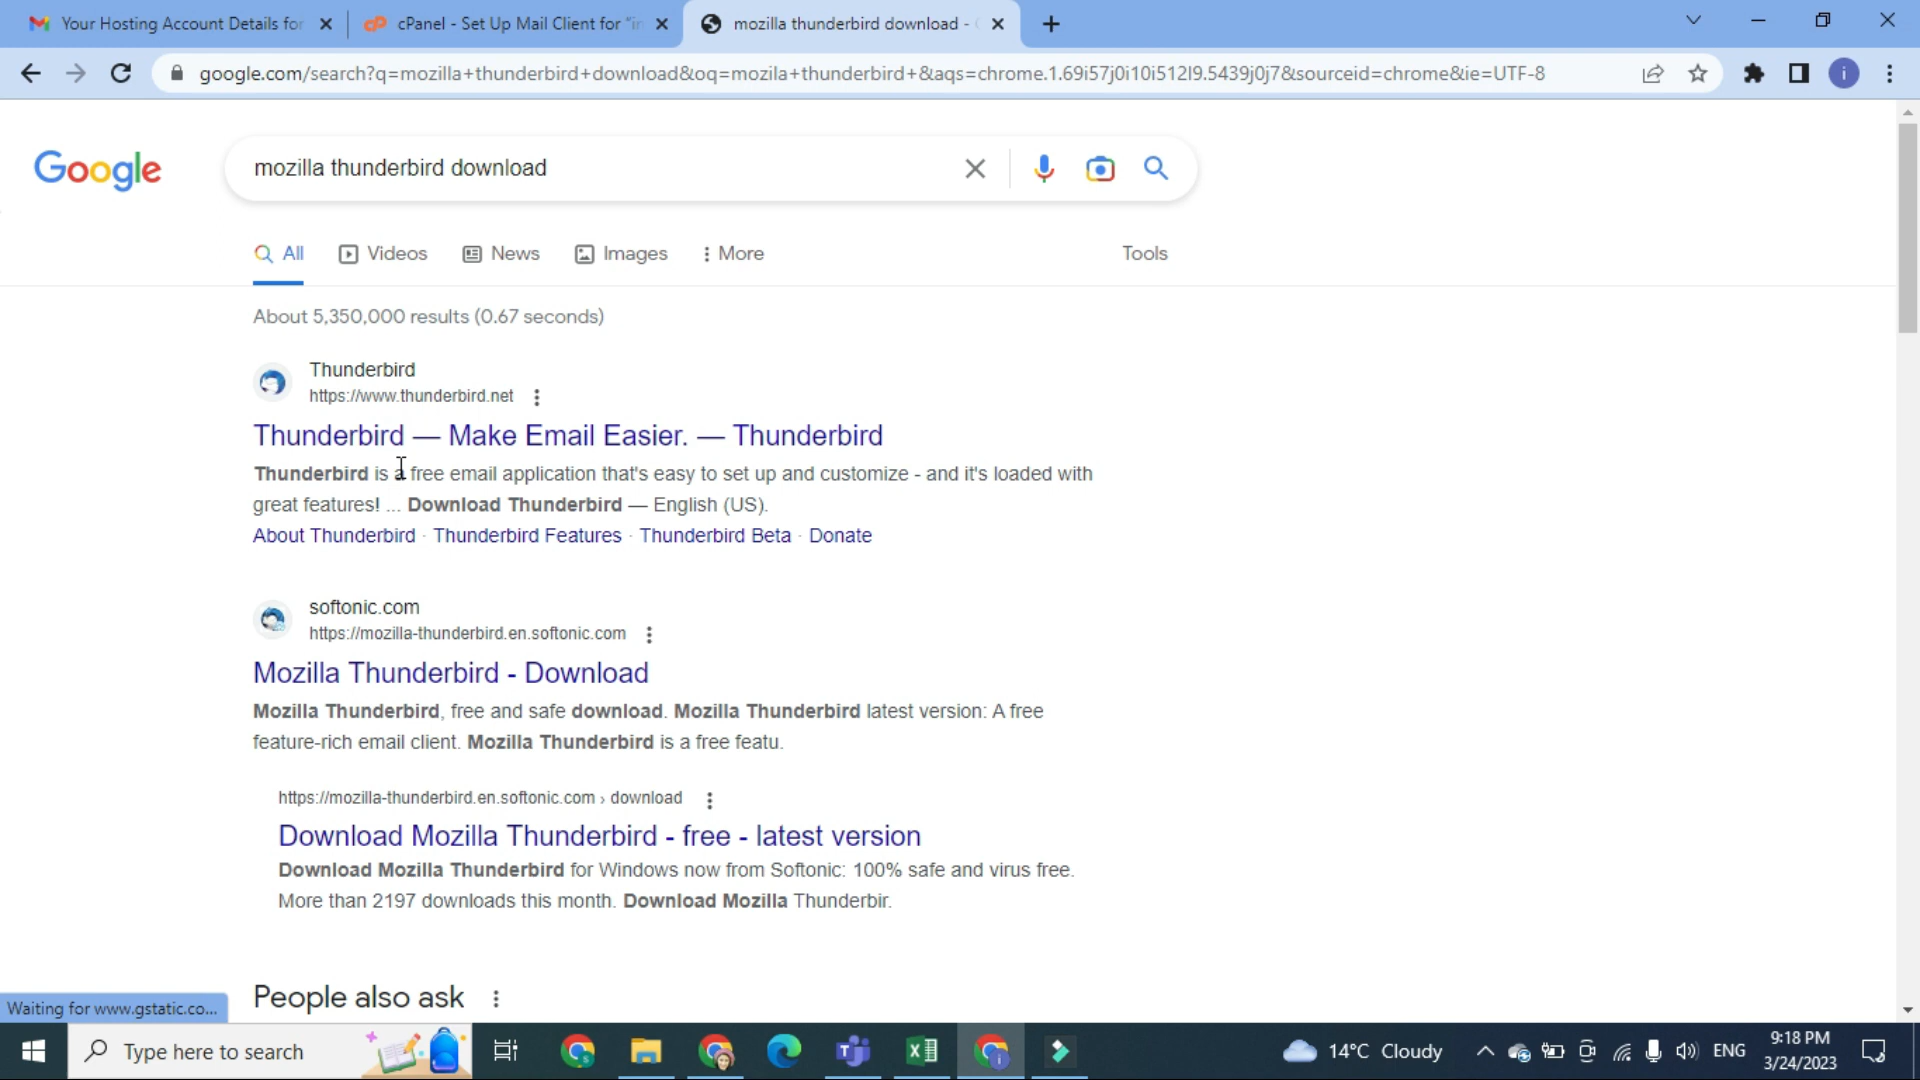 Your Hosting Account Details for
cPanel - Set Up Mail Client for "in
mozilla thunderbird download -
google.com/search?q=mozilla+thunderbird+download&oq=mozila+thunderbird+&aqs=chrome.1.69i57j0i10i512l9.5439j0j7&sourceid=chrome&ie=UTF-8
i
Google
mozilla thunderbird download
All
Videos
News
Images
More
Tools
About 5,350,000 results (0.67 seconds)
Thunderbird
https://www.thunderbird.net
Thunderbird — Make Email Easier. — Thunderbird
Thunderbird is a free email application that's easy to set up and customize - and it's loaded with
great features! ... Download Thunderbird — English (US).
About Thunderbird · Thunderbird Features · Thunderbird Beta · Donate
softonic.com
https://mozilla-thunderbird.en.softonic.com
Mozilla Thunderbird - Download
Mozilla Thunderbird, free and safe download. Mozilla Thunderbird latest version: A free
feature-rich email client. Mozilla Thunderbird is a free featu.
https://mozilla-thunderbird.en.softonic.com › download
Download Mozilla Thunderbird - free - latest version
Download Mozilla Thunderbird for Windows now from Softonic: 100% safe and virus free.
More than 2197 downloads this month. Download Mozilla Thunderbir.
People also ask
Waiting for www.gstatic.co...
Type here to search
14°C Cloudy
ENG
9:18 PM
3/24/2023